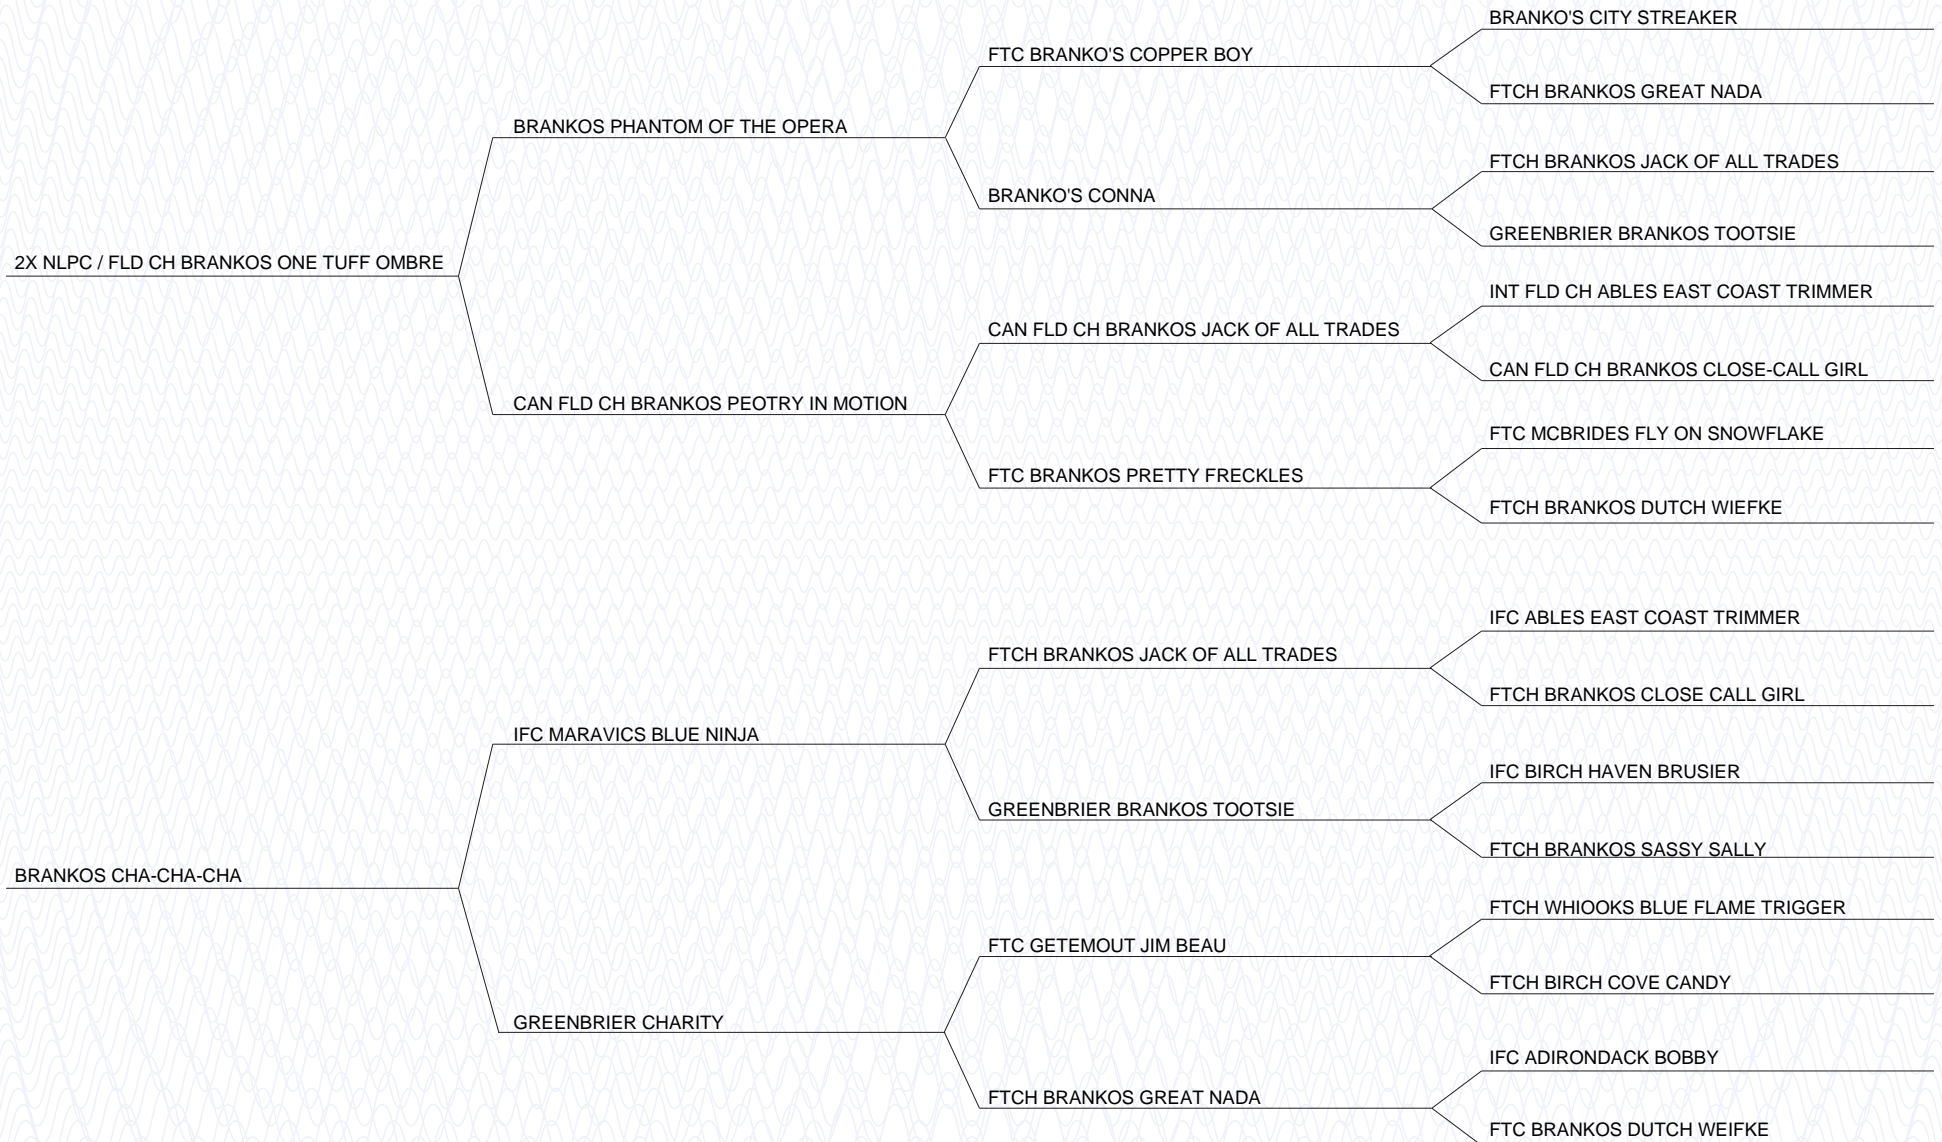 BRANKO'S CITY STREAKER
FTC BRANKO'S COPPER BOY
FTCH BRANKOS GREAT NADA
BRANKOS PHANTOM OF THE OPERA
FTCH BRANKOS JACK OF ALL TRADES
BRANKO'S CONNA
GREENBRIER BRANKOS TOOTSIE
2X NLPC / FLD CH BRANKOS ONE TUFF OMBRE
INT FLD CH ABLES EAST COAST TRIMMER
CAN FLD CH BRANKOS JACK OF ALL TRADES
CAN FLD CH BRANKOS CLOSE-CALL GIRL
CAN FLD CH BRANKOS PEOTRY IN MOTION
FTC MCBRIDES FLY ON SNOWFLAKE
FTC BRANKOS PRETTY FRECKLES
FTCH BRANKOS DUTCH WIEFKE
IFC ABLES EAST COAST TRIMMER
FTCH BRANKOS JACK OF ALL TRADES
FTCH BRANKOS CLOSE CALL GIRL
IFC MARAVICS BLUE NINJA
IFC BIRCH HAVEN BRUSIER
GREENBRIER BRANKOS TOOTSIE
FTCH BRANKOS SASSY SALLY
BRANKOS CHA-CHA-CHA
FTCH WHIOOKS BLUE FLAME TRIGGER
FTC GETEMOUT JIM BEAU
FTCH BIRCH COVE CANDY
GREENBRIER CHARITY
IFC ADIRONDACK BOBBY
FTCH BRANKOS GREAT NADA
FTC BRANKOS DUTCH WEIFKE